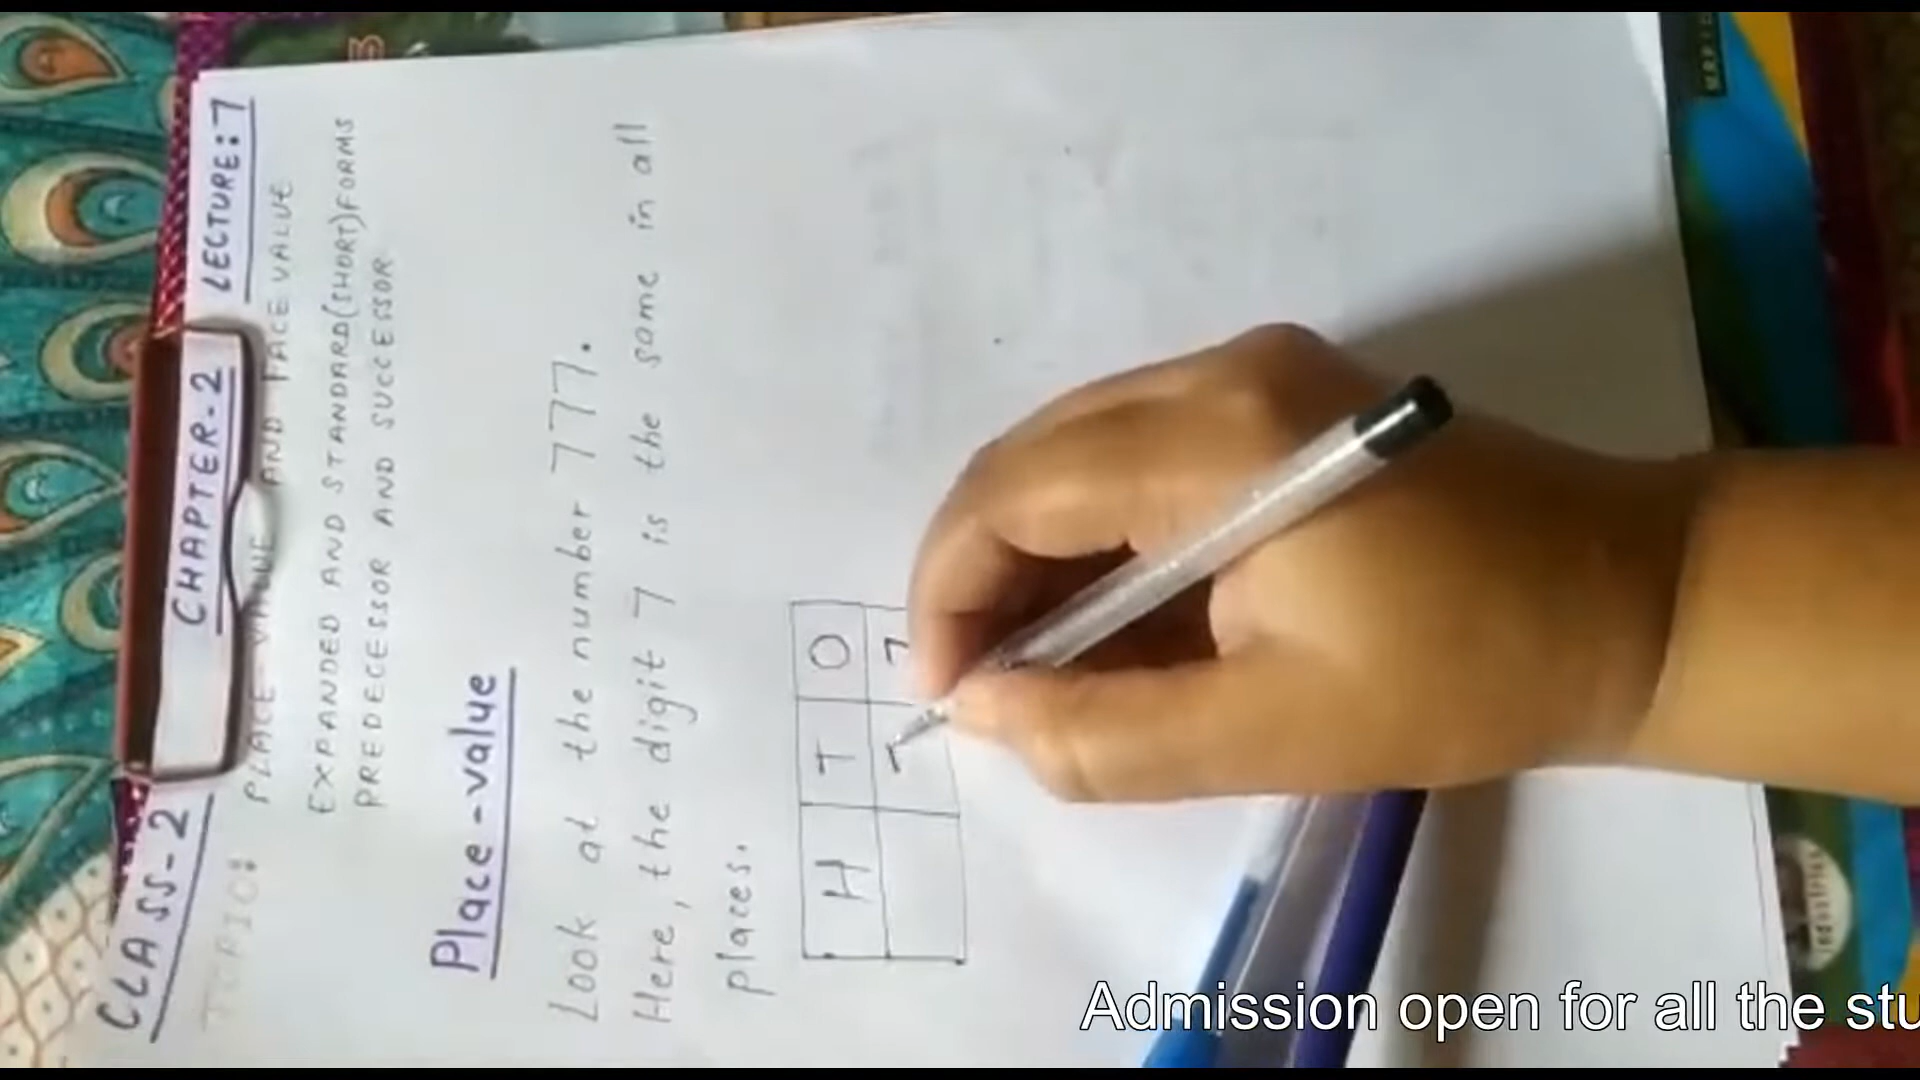 CLASS-2 CHAPTER-2 LECTURE:7
TOPIC: PLACE VALUE AND FACE VALUE
EXPANDED AND STANDARD(SHORT)FORMS
PREDECESSOR AND SUCCESSOR
Place-value
Look at the number 777.
Here, the digit 7 is the same in all
places.
H T O
7 7
Admission open for all the stu